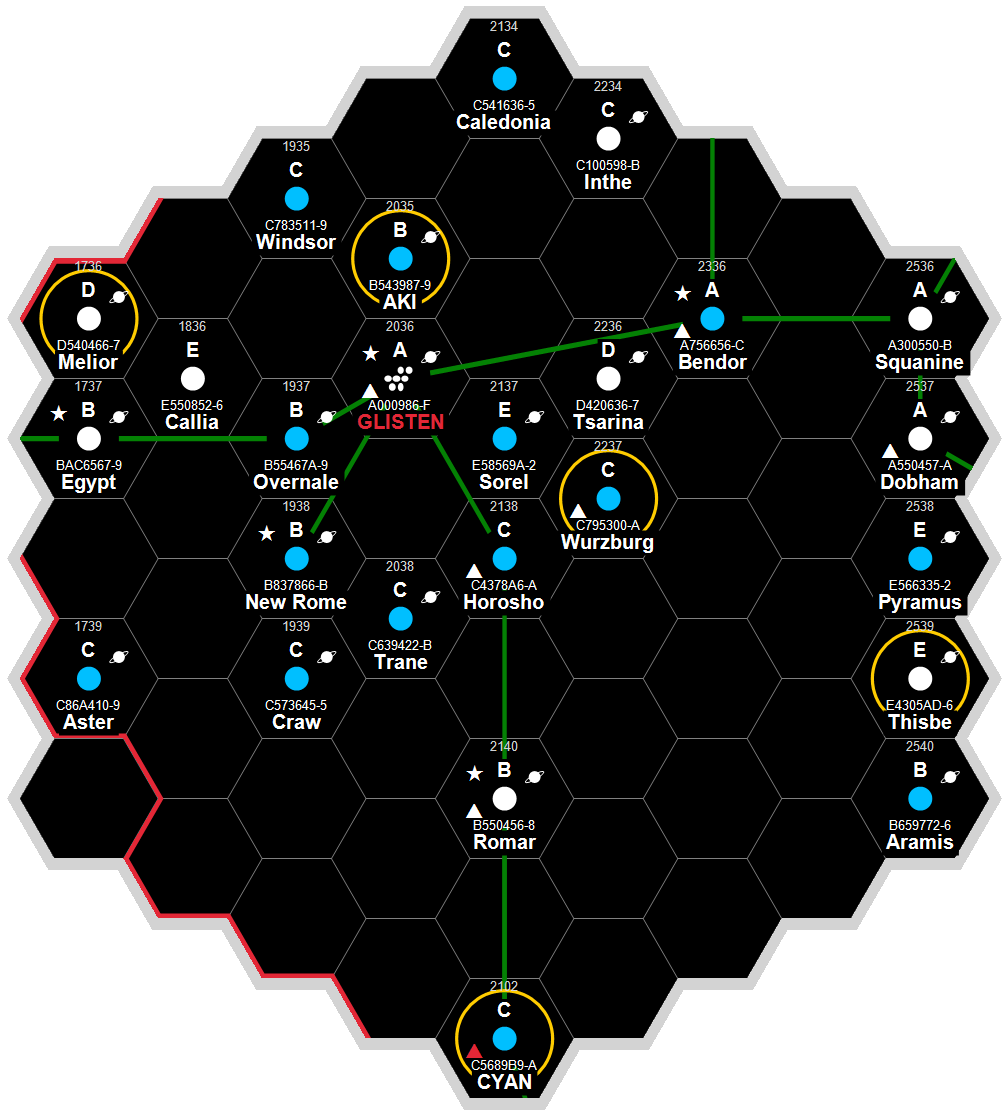 2134
C
C541636-5
Caledonia
2234
C
C100598-B
Inthe
1935
C
C783511-9
Windsor
2035
B
B543987-9
AKI
1736
D
D540466-7
Melior
2336
A
A756656-C
Bendor
2536
A
A300550-B
Squanine
1836
E
E550852-6
Callia
2036
A
A000986-F
GLISTEN
2236
D
D420636-7
Tsarina
1737
B
BAC6567-9
Egypt
1937
B
B55467A-9
Overnale
2137
E
E58569A-2
Sorel
2537
A
A550457-A
Dobham
2237
C
C795300-A
Wurzburg
1938
B
B837866-B
New Rome
2138
C
C4378A6-A
Horosho
2538
E
E566335-2
Pyramus
2038
C
C639422-B
Trane
1739
C
C86A410-9
Aster
1939
C
C573645-5
Craw
2539
E
E4305AD-6
Thisbe
2140
B
B550456-8
Romar
2540
B
B659772-6
Aramis
2102
C
C5689B9-A
CYAN